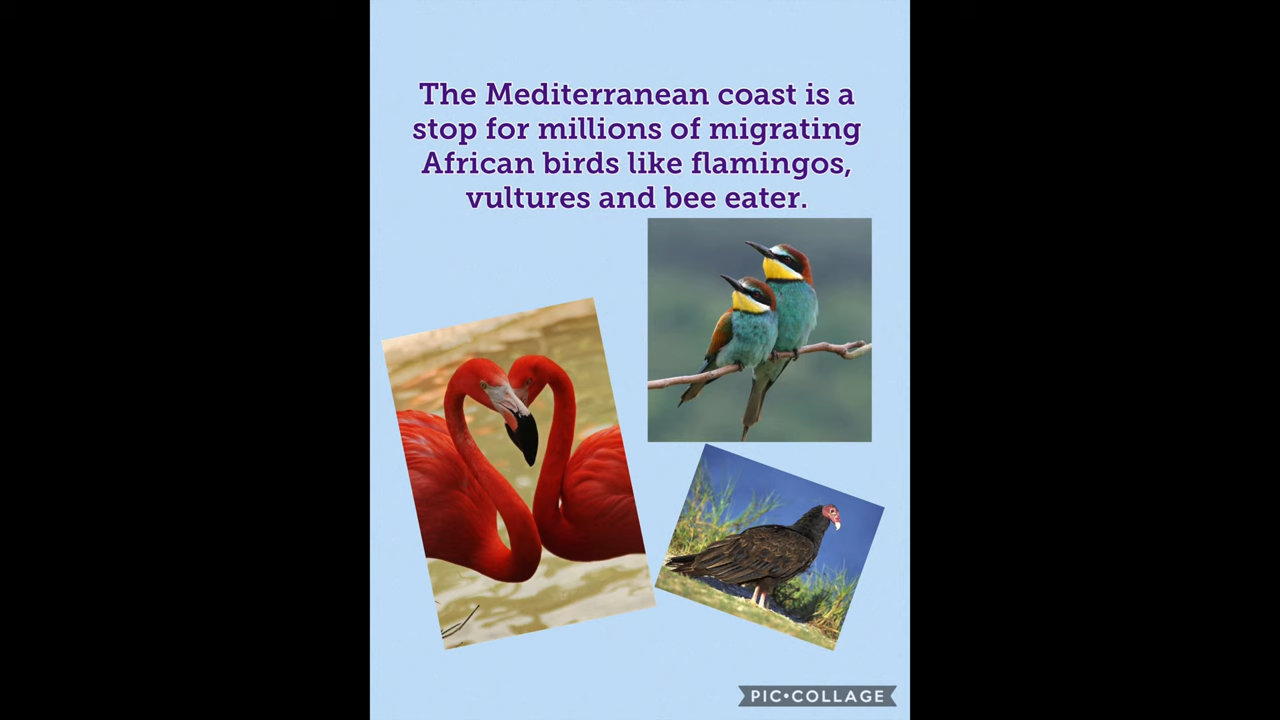 The Mediterranean coast is a
stop for millions of migrating
African birds like flamingos,
vultures and bee eater.
PIC•COLLAGE